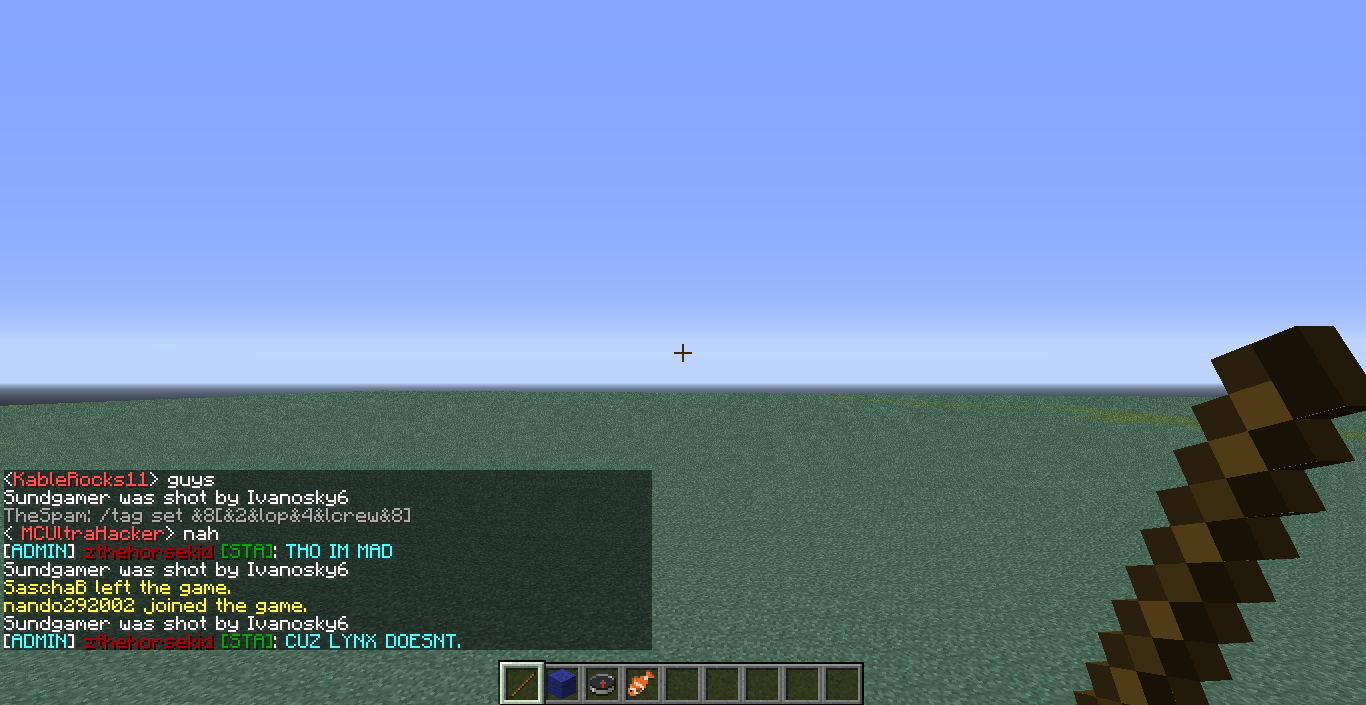 <KableRocks11> guys
Sundgamer was shot by Ivanosky6
TheSpam: /tag set &8[&2&lop&4&lcrew&8]
< MCUltraHacker> nah
[ADMIN] zthehorsekid [STA]: THO IM MAD
Sundgamer was shot by Ivanosky6
SaschaB left the game.
nando292002 joined the game.
Sundgamer was shot by Ivanosky6
[ADMIN] zthehorsekid [STA]: CUZ LYNX DOESNT.